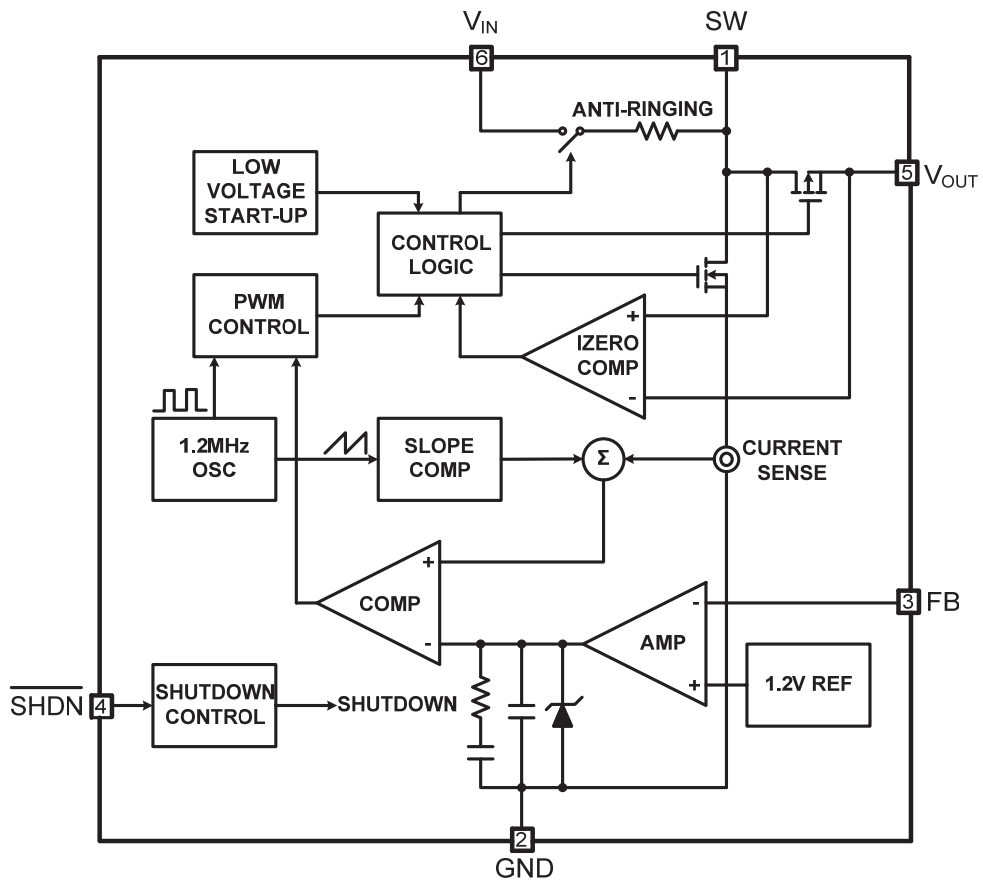 VIN
SW
6
1
ANTI-RINGING
LOW
VOLTAGE
START-UP
5
VOUT
CONTROL
LOGIC
PWM
CONTROL
+
IZERO
COMP
-
1.2MHz
OSC
SLOPE
COMP
Σ
CURRENT
SENSE
+
COMP
-
-
AMP
+
3
FB
1.2V REF
SHDN
4
SHUTDOWN
CONTROL
SHUTDOWN
2
GND